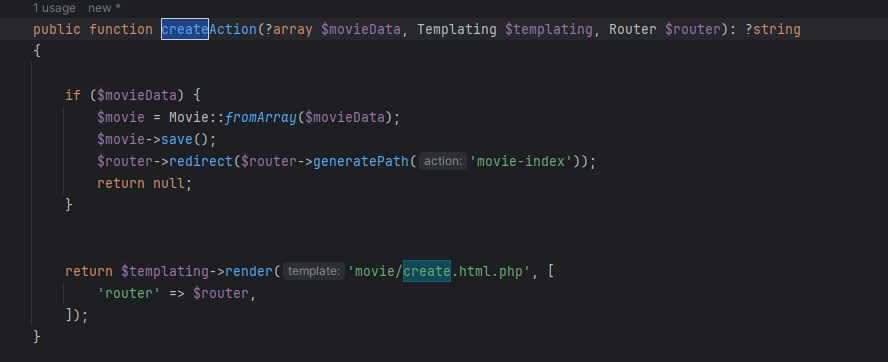 1 usage   new *
public function createAction(?array $movieData, Templating $templating, Router $router): ?string
{
if ($movieData) {
$movie = Movie::fromArray($movieData);
$movie->save();
$router->redirect($router->generatePath( action: 'movie-index'));
return null;
}
return $templating->render( template: 'movie/create.html.php', [
'router' => $router,
]);
}